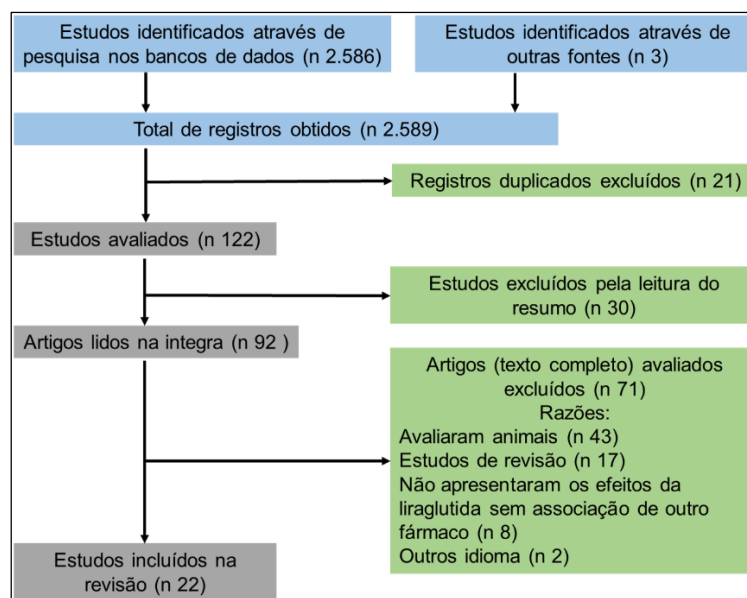 Estudos identificados através de
pesquisa nos bancos de dados (n 2.586)
Estudos identificados através de
outras fontes (n 3)
Total de registros obtidos (n 2.589)
Registros duplicados excluídos (n 21)
Estudos avaliados (n 122)
Estudos excluídos pela leitura do
resumo (n 30)
Artigos lidos na integra (n 92 )
Artigos (texto completo) avaliados
excluídos (n 71)
Razões:
Avaliaram animais (n 43)
Estudos de revisão (n 17)
Não apresentaram os efeitos da
liraglutida sem associação de outro
fármaco (n 8)
Outros idioma (n 2)
Estudos incluídos na
revisão (n 22)